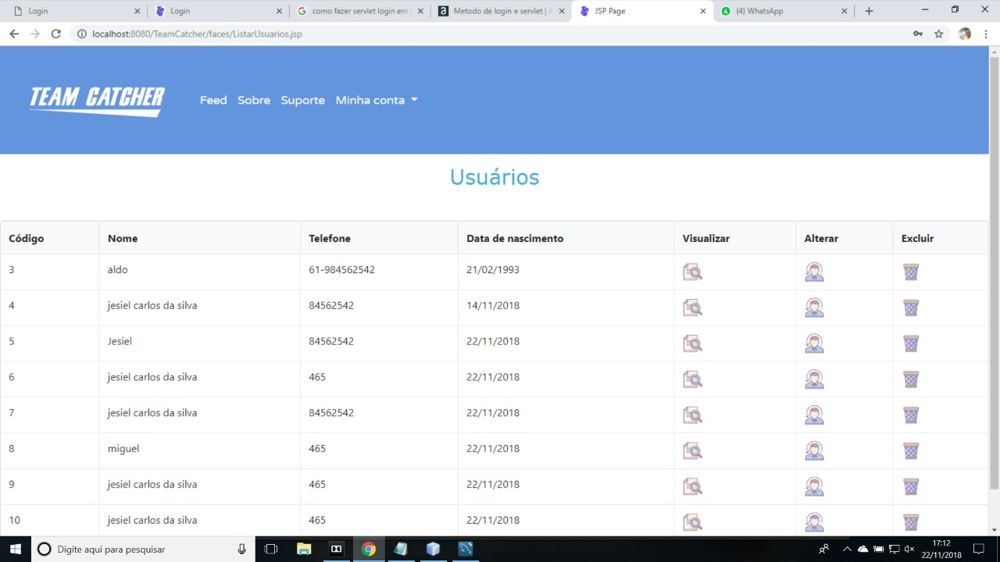 Login
Login
como fazer servlet login em j
Metodo de login e servlet | A
JSP Page
(4) WhatsApp
localhost:8080/TeamCatcher/faces/ListarUsuarios.jsp
TEAM CATCHER
Feed Sobre Suporte Minha conta
Usuários
Código Nome Telefone Data de nascimento Visualizar Alterar Excluir
3 aldo 61-984562542 21/02/1993
4 jesiel carlos da silva 84562542 14/11/2018
5 Jesiel 84562542 22/11/2018
6 jesiel carlos da silva 465 22/11/2018
7 jesiel carlos da silva 84562542 22/11/2018
8 miguel 465 22/11/2018
9 jesiel carlos da silva 465 22/11/2018
10 jesiel carlos da silva 465 22/11/2018
Digite aqui para pesquisar
17:12
22/11/2018